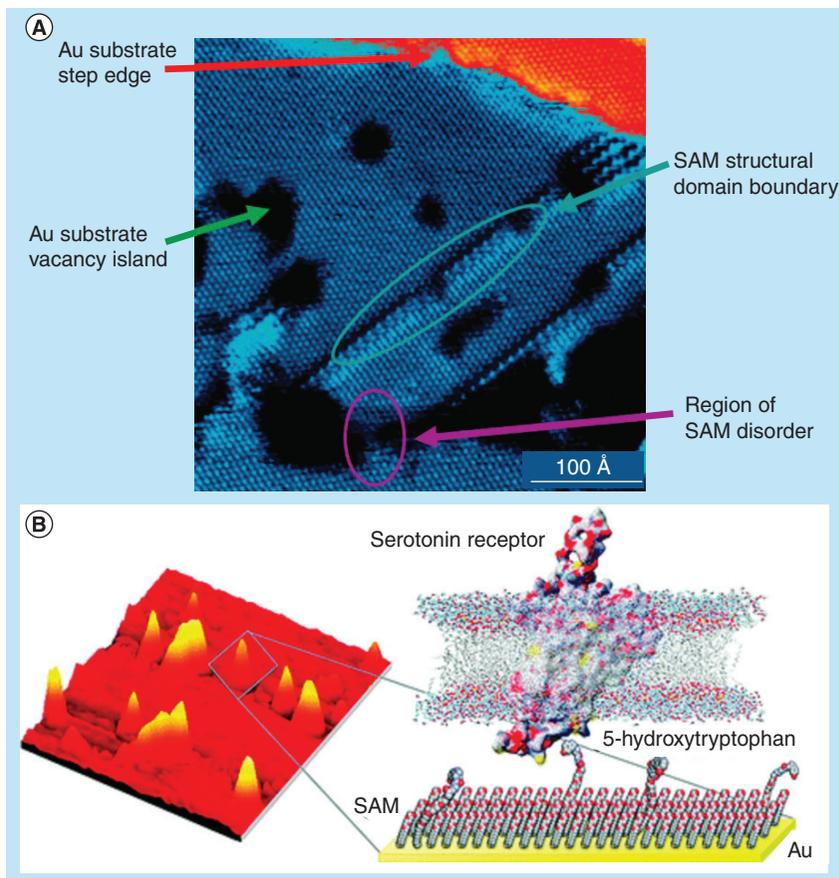 A
Au substrate
step edge
SAM structural
domain boundary
Au substrate
vacancy island
Region of
SAM disorder
100 Å
B
Serotonin receptor
5-hydroxytryptophan
SAM
Au